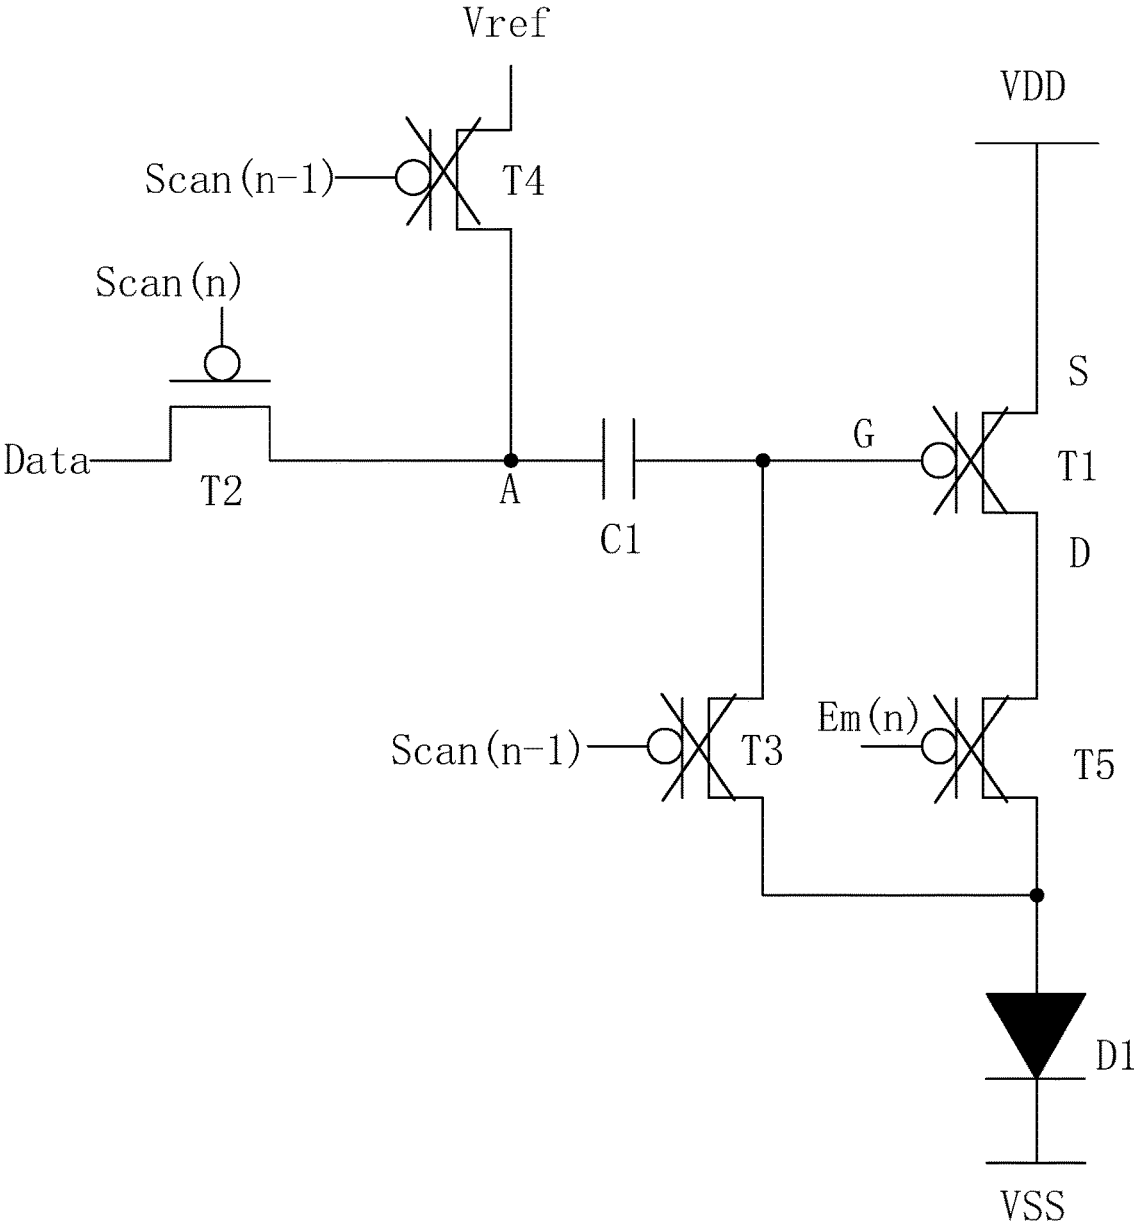 Vref
VDD
Scan(n-1)
T4
Scan(n)
S
G
Data
T2
A
T1
C1
D
Em(n)
Scan(n-1)
T3
T5
D1
VSS